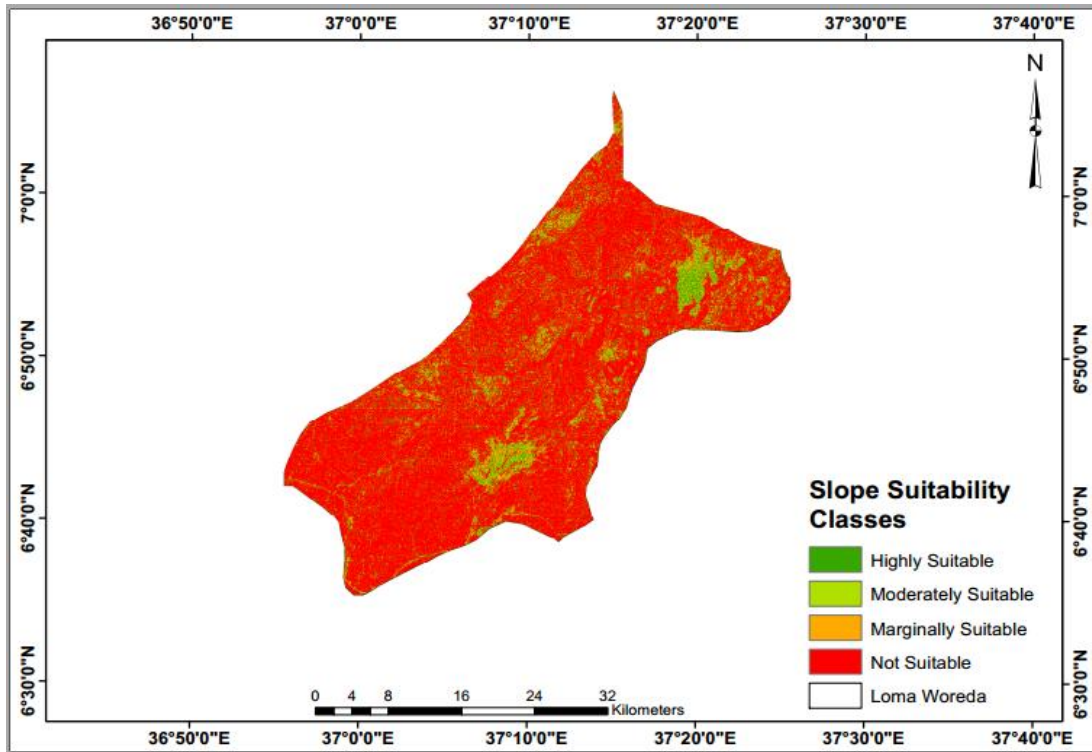 36°50'0"E 37°0'0"E 37°10'0"E 37°20'0"E 37°30'0"E 37°40'0"E
N
7°0'0"N 7°0'0"N
6°50'0"N 6°50'0"N
6°40'0"N 6°40'0"N
6°30'0"N 6°30'0"N
Slope Suitability
Classes
Highly Suitable
Moderately Suitable
Marginally Suitable
Not Suitable
Loma Woreda
0 4 8 16 24 32
Kilometers
36°50'0"E 37°0'0"E 37°10'0"E 37°20'0"E 37°30'0"E 37°40'0"E